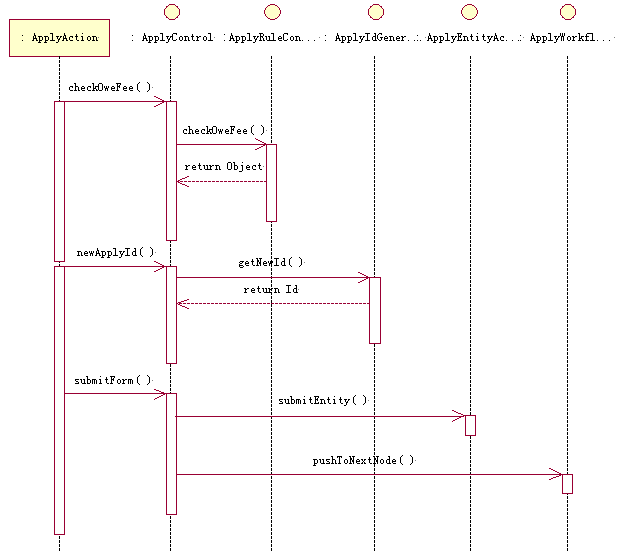 : ApplyAction
: ApplyControl
: ApplyRuleCon...
: ApplyIdGener...
: ApplyEntityAc...
: ApplyWorkfl...
checkOweFee( )
checkOweFee( )
return Object
newApplyId( )
getNewId( )
return Id
submitForm( )
submitEntity( )
pushToNextNode( )